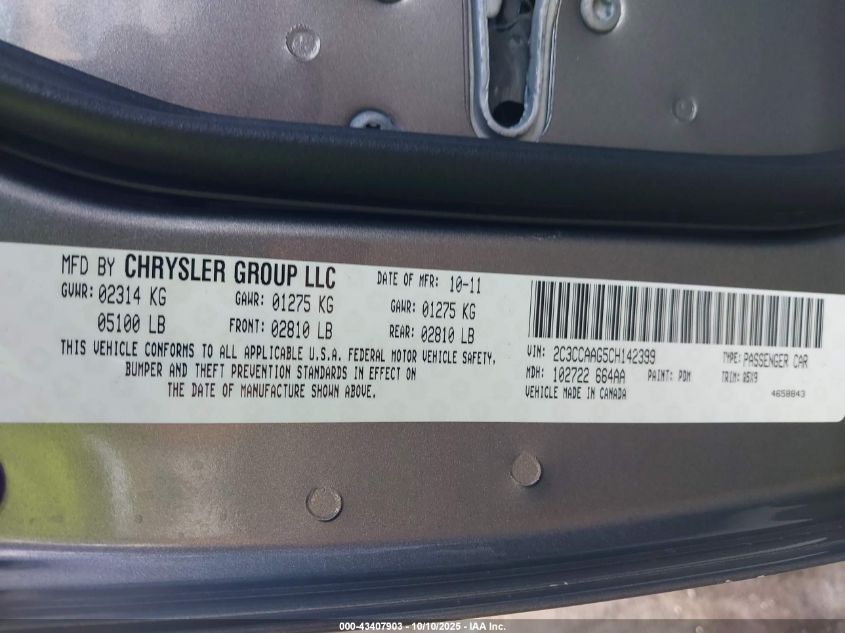 MFD BY CHRYSLER GROUP LLC
DATE OF MFR: 10-11
GVWR: 02314 KG
GAWR: 01275 KG
GAWR: 01275 KG
05100 LB
FRONT: 02810 LB
REAR: 02810 LB
THIS VEHICLE CONFORMS TO ALL APPLICABLE U.S.A. FEDERAL MOTOR VEHICLE SAFETY,
BUMPER AND THEFT PREVENTION STANDARDS IN EFFECT ON
THE DATE OF MANUFACTURE SHOWN ABOVE.
VIN: 2C3CCAAG5CH142399
TYPE: PASSENGER CAR
MDH: 102722 664AA
PAINT: PDM
TRIM: @5X9
VEHICLE MADE IN CANADA
4658843
000-43407903 - 10/10/2025 - IAA Inc.